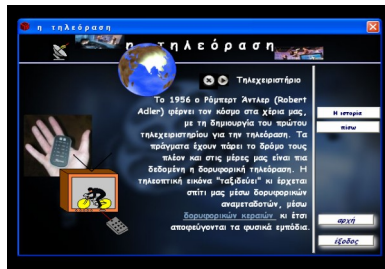 η τηλεόραση
η τηλεόραση
Τηλεχειριστήριο
Το 1956 ο Ρόμπερτ Άντλερ (Robert
Adler) φέρνει τον κόσμο στα χέρια μας,
με τη δημιουργία του πρώτου
τηλεχειριστηρίου για την τηλεόραση. Τα
πράγματα έχουν πάρει το δρόμο τους
πλέον και στις μέρες μας είναι πια
δεδομένη η δορυφορική τηλεόραση. Η
τηλεοπτική εικόνα "ταξιδεύει" κι έρχεται
σπίτι μας μέσω δορυφορικών
αναμεταδοτών, μέσω
δορυφορικών κεραιών κι έτσι
αποφεύγονται τα φυσικά εμπόδια.
Η ιστορία
πίσω
αρχή
έξοδος